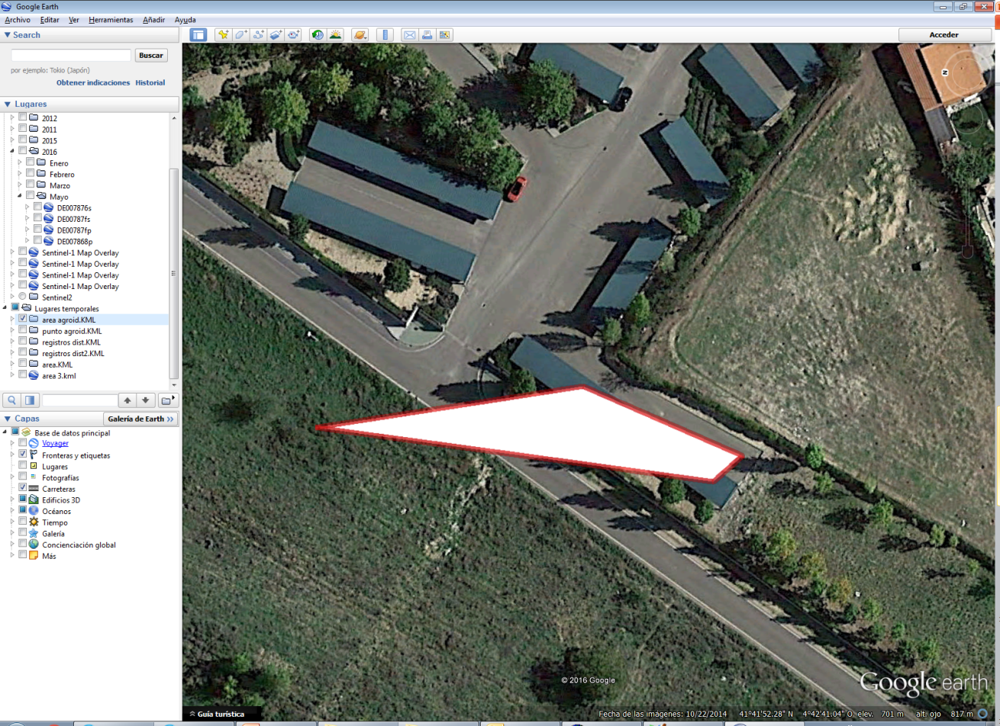 Google Earth
Archivo Editar Ver Herramientas Añadir Ayuda
Search
Buscar
por ejemplo: Tokio (Japón)
Obtener indicaciones Historial
Acceder
Lugares
2012
2011
2015
2016
Enero
Febrero
Marzo
Mayo
DE007876s
DE00787fs
DE00787fp
DE007868p
Sentinel-1 Map Overlay
Sentinel-1 Map Overlay
Sentinel-1 Map Overlay
Sentinel-1 Map Overlay
Sentinel2
Lugares temporales
area agroid.KML
punto agroid.KML
registros dist.KML
registros dist2.KML
area.KML
area 3.kml
Capas Galería de Earth »
Base de datos principal
Voyager
Fronteras y etiquetas
Lugares
Fotografías
Carreteras
Edificios 3D
Océanos
Tiempo
Galería
Concienciación global
Más
N
© 2016 Google
Google earth
Guía turística
Fecha de las imágenes: 10/22/2014 41°41'52.28" N 4°42'41.04" O elev. 701 m alt. ojo 817 m